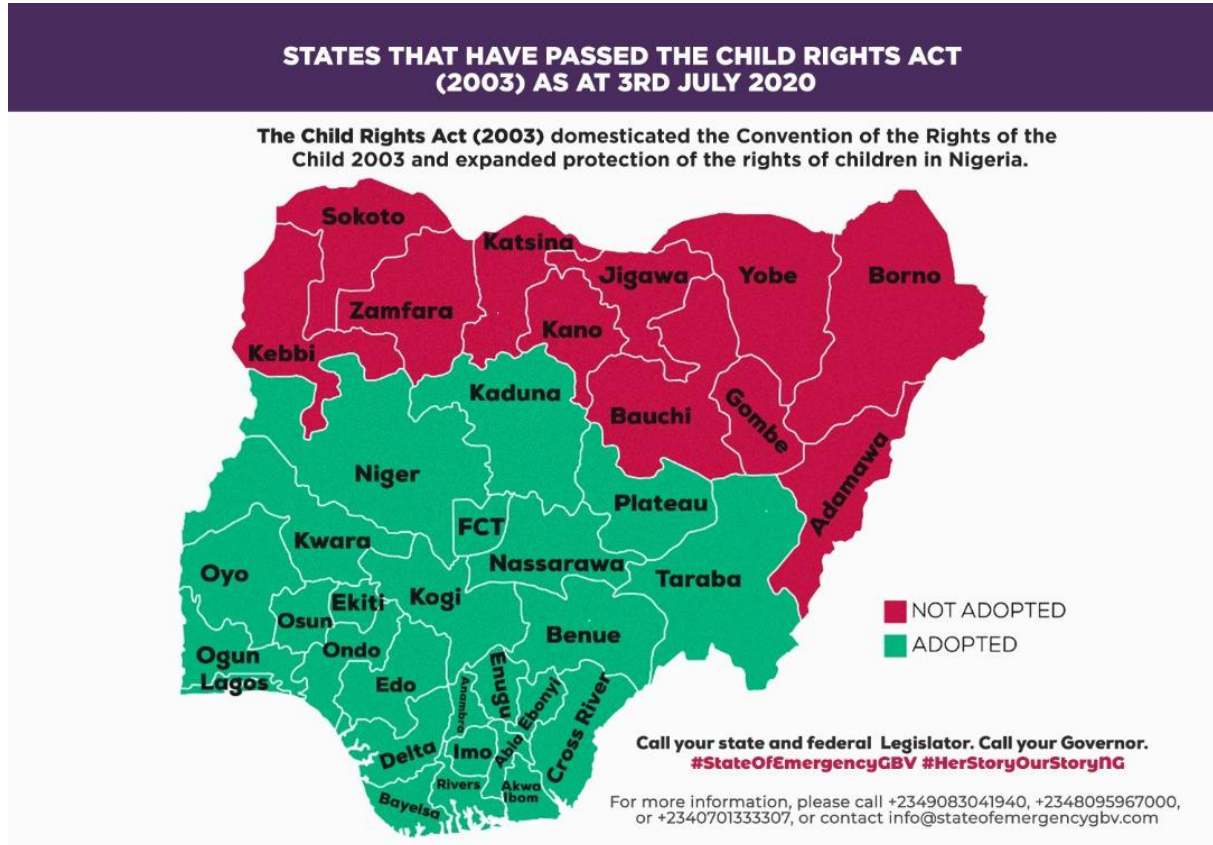 STATES THAT HAVE PASSED THE CHILD RIGHTS ACT
(2003) AS AT 3RD JULY 2020
The Child Rights Act (2003) domesticated the Convention of the Rights of the
Child 2003 and expanded protection of the rights of children in Nigeria.
Sokoto
Katsina
Jigawa
Yobe
Borno
Zamfara
Kano
Kebbi
Kaduna
Bauchi
Gombe
Adamawa
Niger
Plateau
FCT
Kwara
Nassarawa
Oyo
Taraba
Ekiti
Kogi
Osun
Benue
Ondo
Ogun
Lagos
Edo
Anambra
Enugu
Ebonyi
Cross River
Delta
Imo
Abia
Rivers
Akwa
Ibom
Bayelsa
NOT ADOPTED
ADOPTED
Call your state and federal Legislator. Call your Governor.
#StateOfEmergencyGBV #HerStoryOurStoryNG
For more information, please call +2349083041940, +2348095967000,
or +2340701333307, or contact info@stateofemergencygbv.com